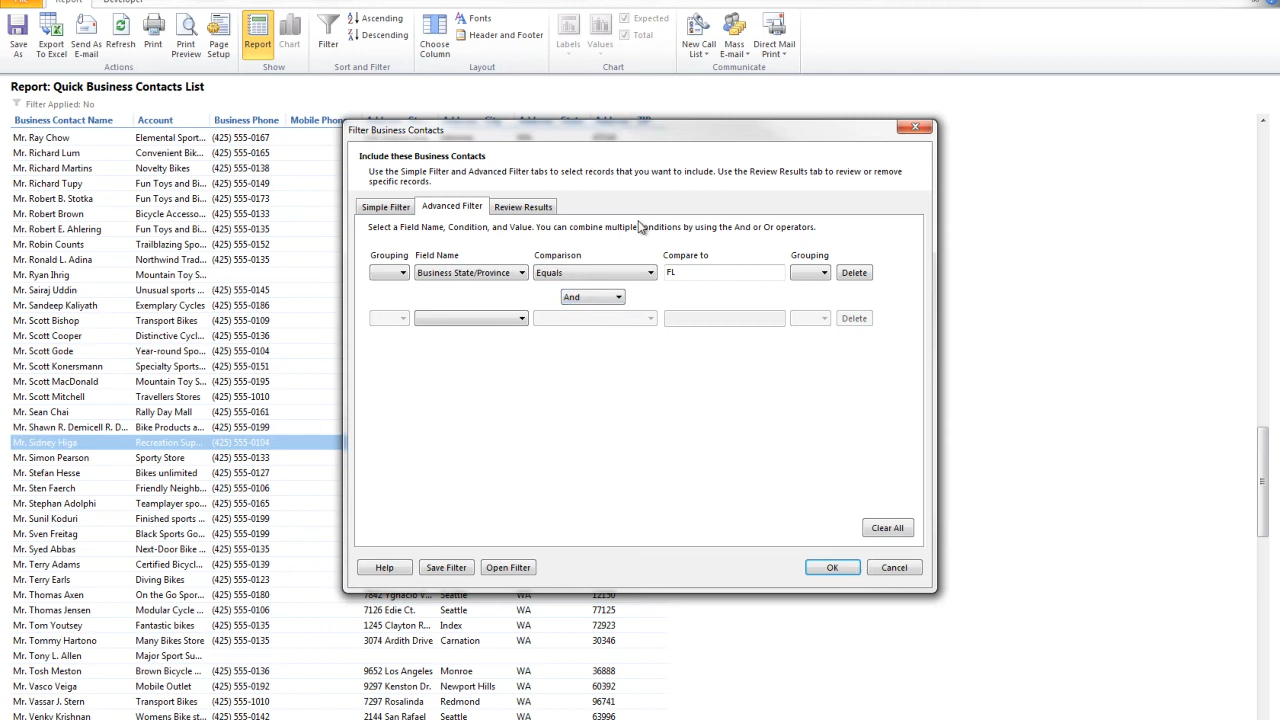 Report
Developer
Save As
Export To Excel
Send As E-mail
Refresh
Print
Print Preview
Page Setup
Actions
Report
Chart
Show
Filter
Ascending
Descending
Sort and Filter
Choose Column
Fonts
Header and Footer
Layout
Labels
Values
Expected
Total
Chart
New Call List
Mass E-mail
Direct Mail Print
Communicate
Report: Quick Business Contacts List
Filter Applied: No
Business Contact Name Account Business Phone Mobile Phone
Mr. Ray Chow Elemental Sport... (425) 555-0167
Mr. Richard Lum Convenient Bik... (425) 555-0165
Mr. Richard Martins Novelty Bikes (425) 555-0138
Mr. Richard Tupy Fun Toys and Bi... (425) 555-0149
Mr. Robert B. Stotka Fun Toys and Bi... (425) 555-0173
Mr. Robert Brown Bicycle Accesso... (425) 555-0133
Mr. Robert E. Ahlering Fun Toys and Bi... (425) 555-0135
Mr. Robin Counts Trailblazing Spo... (425) 555-0152
Mr. Ronald L. Adina Northwind Trad... (425) 555-0135
Mr. Ryan Ihrig Mountain Toy S...
Mr. Sairaj Uddin Unusual sports ... (425) 555-0190
Mr. Sandeep Kaliyath Exemplary Cycles (425) 555-0186
Mr. Scott Bishop Transport Bikes (425) 555-0109
Mr. Scott Cooper Distinctive Cycl... (425) 555-0136
Mr. Scott Gode Year-round Sport... (425) 555-0104
Mr. Scott Konersmann Specialty Sports... (425) 555-0151
Mr. Scott MacDonald Mountain Toy S... (425) 555-0195
Mr. Scott Mitchell Travellers Stores (425) 555-1010
Mr. Sean Chai Rally Day Mall (425) 555-0161
Mr. Shawn R. Demicell R. D... Bike Products a... (425) 555-0199
Mr. Sidney Higa Recreation Sup... (425) 555-0104
Mr. Simon Pearson Sporty Store (425) 555-0133
Mr. Stefan Hesse Bikes unlimited (425) 555-0127
Mr. Sten Faerch Friendly Neighb... (425) 555-0106
Mr. Stephan Adolphi Teamplayer spo... (425) 555-0165
Mr. Sunil Koduri Finished sports ... (425) 555-0199
Mr. Sven Freitag Black Sports Go... (425) 555-0134
Mr. Syed Abbas Next-Door Bike ... (425) 555-0135
Mr. Terry Adams Certified Bicycl... (425) 555-0139
Mr. Terry Earls Diving Bikes (425) 555-0123
Mr. Thomas Axen On the Go Spor... (425) 555-0180 7842 Ygnacio V... Seattle WA 12150
Mr. Thomas Jensen Modular Cycle ... (425) 555-0106 7126 Edie Ct. Seattle WA 77125
Mr. Tom Youtsey Fantastic bikes (425) 555-0135 1245 Clayton R... Index WA 72923
Mr. Tommy Hartono Many Bikes Store (425) 555-0135 3074 Ardith Drive Carnation WA 30346
Mr. Tony L. Allen Major Sport Su...
Mr. Tosh Meston Brown Bicycle ... (425) 555-0136 9652 Los Angeles Monroe WA 36888
Mr. Vasco Veiga Mobile Outlet (425) 555-0192 9297 Kenston Dr. Newport Hills WA 60392
Mr. Vassar J. Stern Transport Bikes (425) 555-1010 7297 Rosalinda Redmond WA 96741
Mr. Venky Krishnan Womens Bike st... (425) 555-0142 2144 San Rafael Seattle WA 63996
Filter Business Contacts
Include these Business Contacts
Use the Simple Filter and Advanced Filter tabs to select records that you want to include. Use the Review Results tab to review or remove
specific records.
Simple Filter Advanced Filter Review Results
Select a Field Name, Condition, and Value. You can combine multiple conditions by using the And or Or operators.
Grouping Field Name Comparison Compare to Grouping
Business State/Province Equals FL Delete
And
Delete
Clear All
Help Save Filter Open Filter OK Cancel